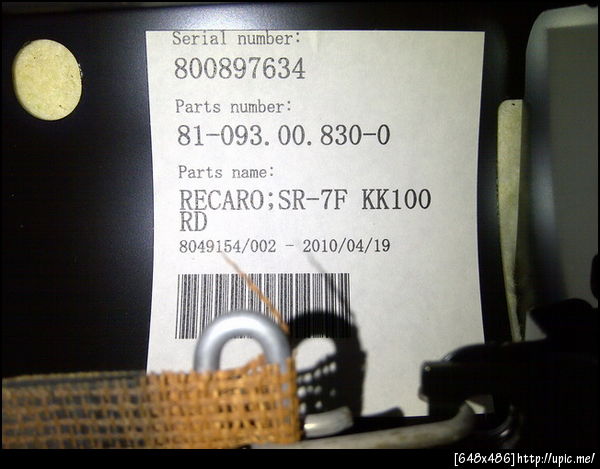 Serial number:
800897634
Parts number:
81-093.00.830-0
Parts name:
RECARO;SR-7F KK100
RD
8049154/002 - 2010/04/19
[648x486]http://upic.me/